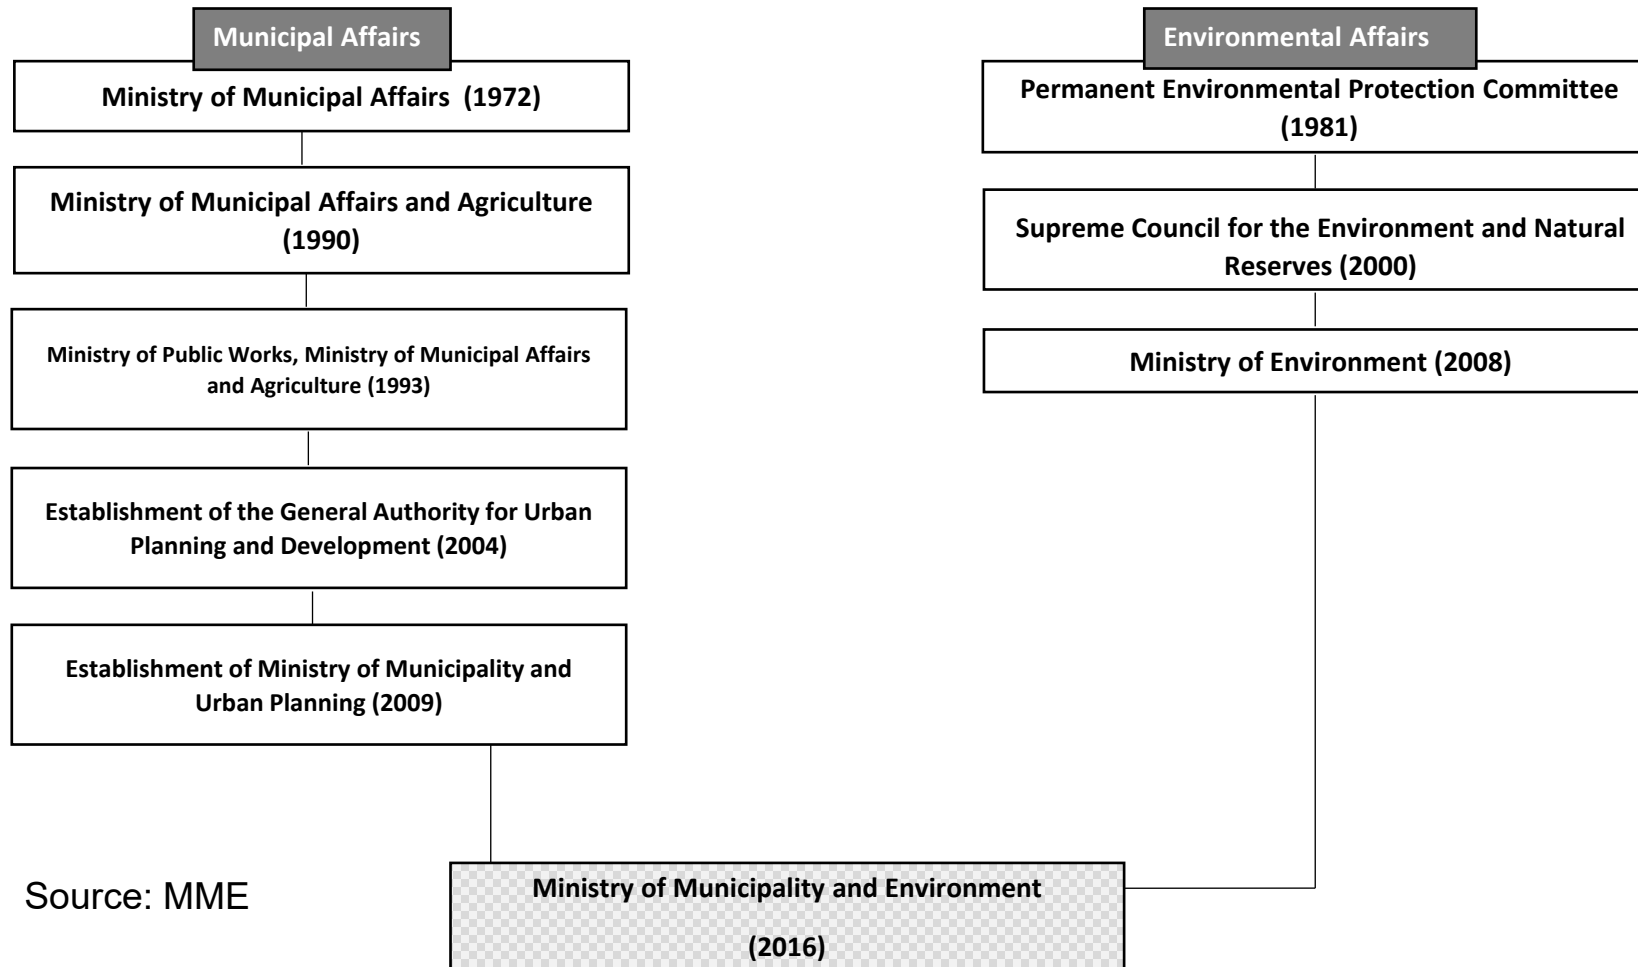 Municipal Affairs
Ministry of Municipal Affairs (1972)
Ministry of Municipal Affairs and Agriculture
(1990)
Ministry of Public Works, Ministry of Municipal Affairs
and Agriculture (1993)
Establishment of the General Authority for Urban
Planning and Development (2004)
Establishment of Ministry of Municipality and
Urban Planning (2009)
Environmental Affairs
Permanent Environmental Protection Committee
(1981)
Supreme Council for the Environment and Natural
Reserves (2000)
Ministry of Environment (2008)
Ministry of Municipality and Environment
(2016)
Source: MME